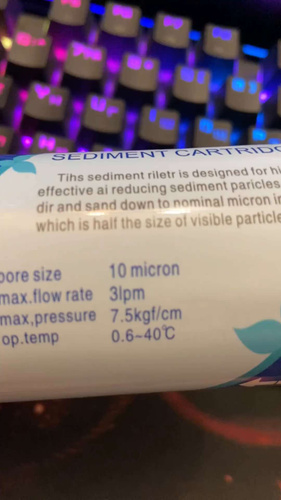 SEDIMENT CARTRIDG
Tihs sediment riletr is designed for hi
effective ai reducing sediment paricles
dir and sand down to nominal micron in
which is half the size of visible particle
pore size 10 micron
max.flow rate 3lpm
max,pressure 7.5kgf/cm
op.temp 0.6~40℃